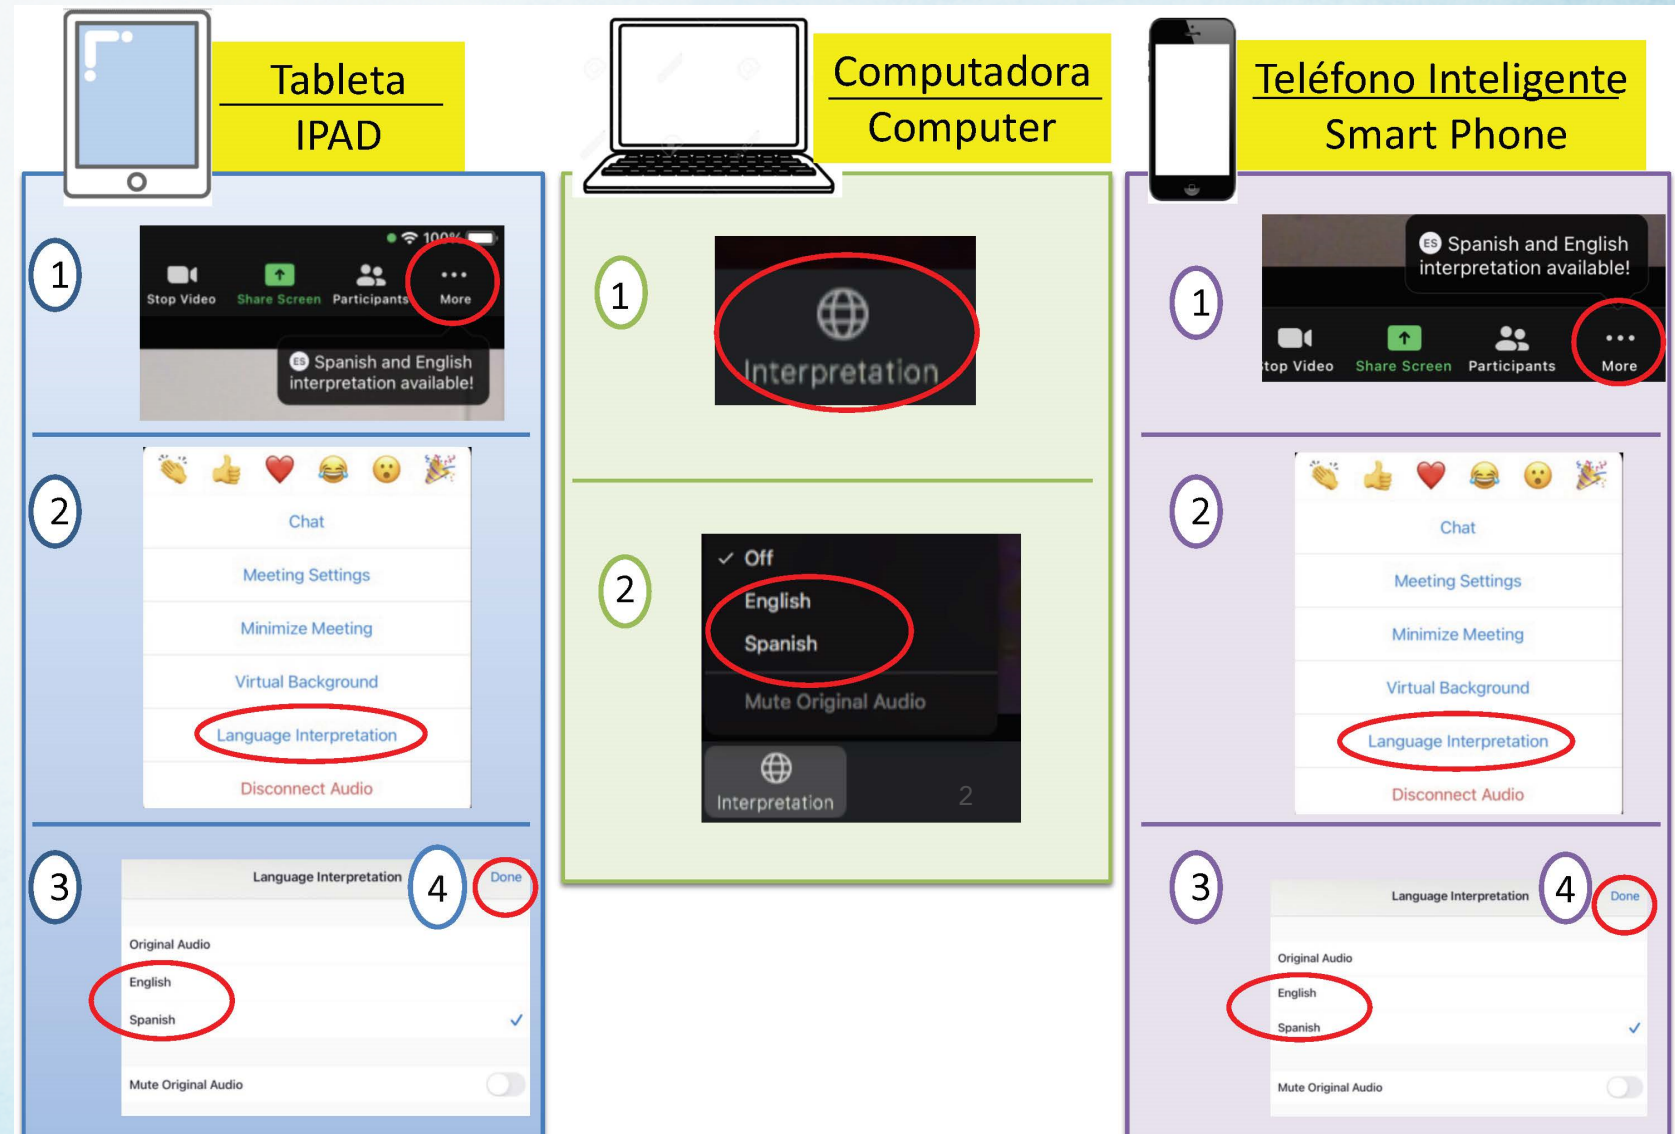 Tableta
IPAD
1
100%
Stop Video
Share Screen
Participants
More
ES Spanish and English
interpretation available!
2
Chat
Meeting Settings
Minimize Meeting
Virtual Background
Language Interpretation
Disconnect Audio
3
Language Interpretation
4
Done
Original Audio
English
Spanish
Mute Original Audio
Computadora
Computer
1
Interpretation
2
Off
English
Spanish
Mute Original Audio
Interpretation
2
Teléfono Inteligente
Smart Phone
1
ES Spanish and English
interpretation available!
top Video
Share Screen
Participants
More
2
Chat
Meeting Settings
Minimize Meeting
Virtual Background
Language Interpretation
Disconnect Audio
3
Language Interpretation
4
Done
Original Audio
English
Spanish
Mute Original Audio